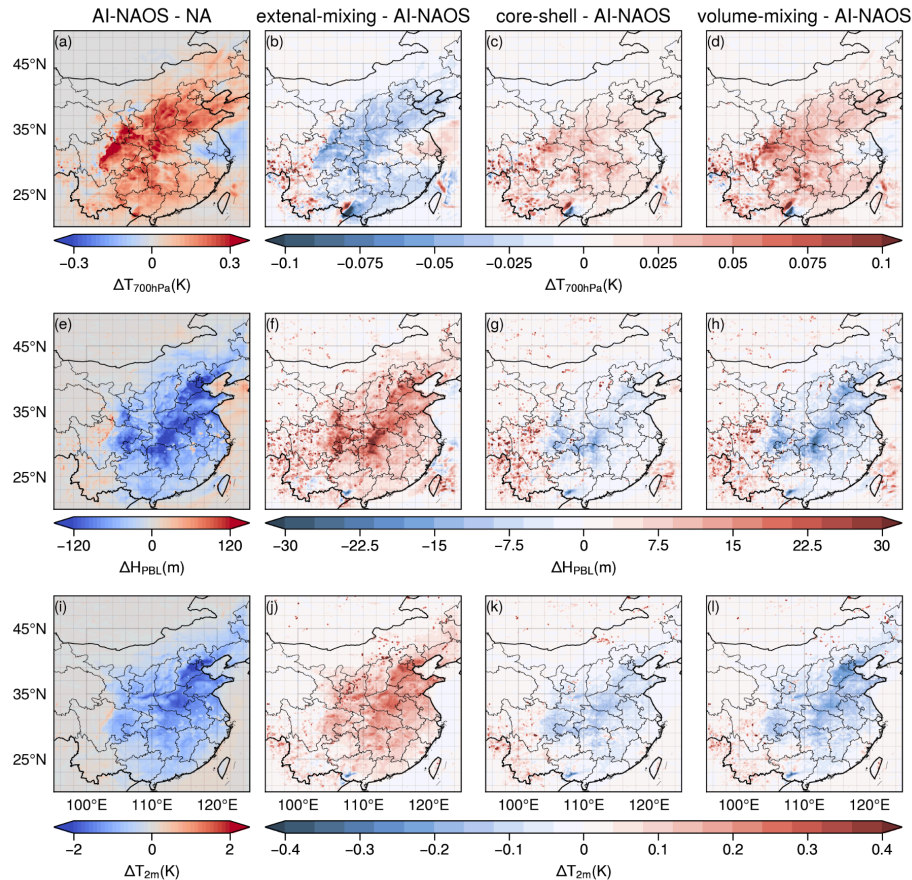 AI-NAOS - NA extenal-mixing - AI-NAOS core-shell - AI-NAOS volume-mixing - AI-NAOS
(a) (b) (c) (d)
45°N
35°N
25°N
−0.3 0 0.3 −0.1 −0.075 −0.05 −0.025 0 0.025 0.05 0.075 0.1
ΔT700hPa(K) ΔT700hPa(K)
(e) (f) (g) (h)
45°N
35°N
25°N
−120 0 120 −30 −22.5 −15 −7.5 0 7.5 15 22.5 30
ΔHPBL(m) ΔHPBL(m)
(i) (j) (k) (l)
45°N
35°N
25°N
100°E 110°E 120°E 100°E 110°E 120°E 100°E 110°E 120°E 100°E 110°E 120°E
−2 0 2 −0.4 −0.3 −0.2 −0.1 0 0.1 0.2 0.3 0.4
ΔT2m(K) ΔT2m(K)